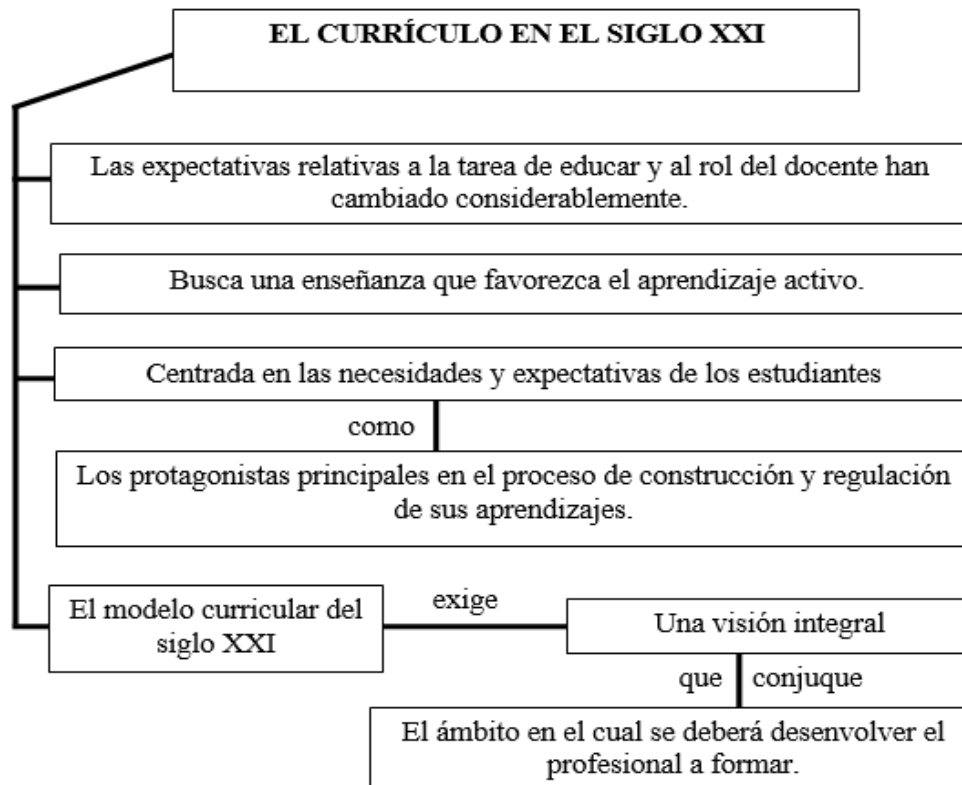 EL CURRÍCULO EN EL SIGLO XXI
Las expectativas relativas a la tarea de educar y al rol del docente han
cambiado considerablemente.
Busca una enseñanza que favorezca el aprendizaje activo.
Centrada en las necesidades y expectativas de los estudiantes
como
Los protagonistas principales en el proceso de construcción y regulación
de sus aprendizajes.
El modelo curricular del
siglo XXI
exige
Una visión integral
que conjuque
El ámbito en el cual se deberá desenvolver el
profesional a formar.